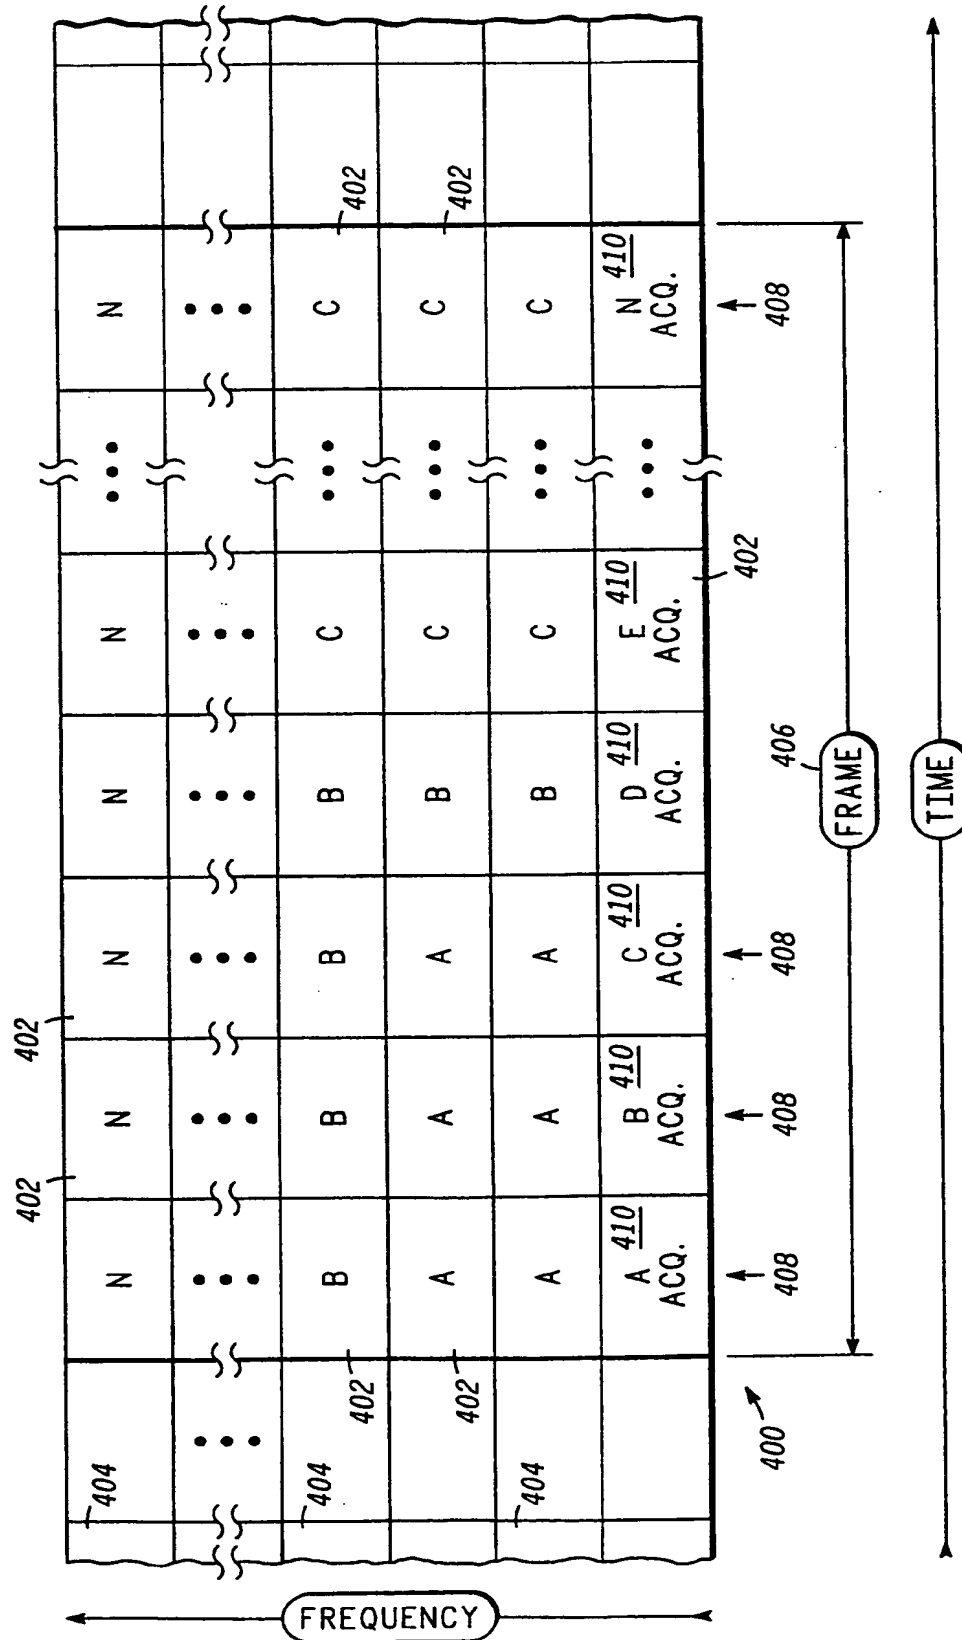 402 402
404 N N N N N ••• N
••• ••• ••• ••• ••• ••• •••
404 B B B B C ••• C
402 402
A A A B C ••• C
402 402
404 A A A B C ••• C
A 410 B 410 C 410 D 410 E 410 ••• N 410
ACQ. ACQ. ACQ. ACQ. ACQ. ACQ.
402
400 408 408 408 408
406
FRAME
TIME
FREQUENCY